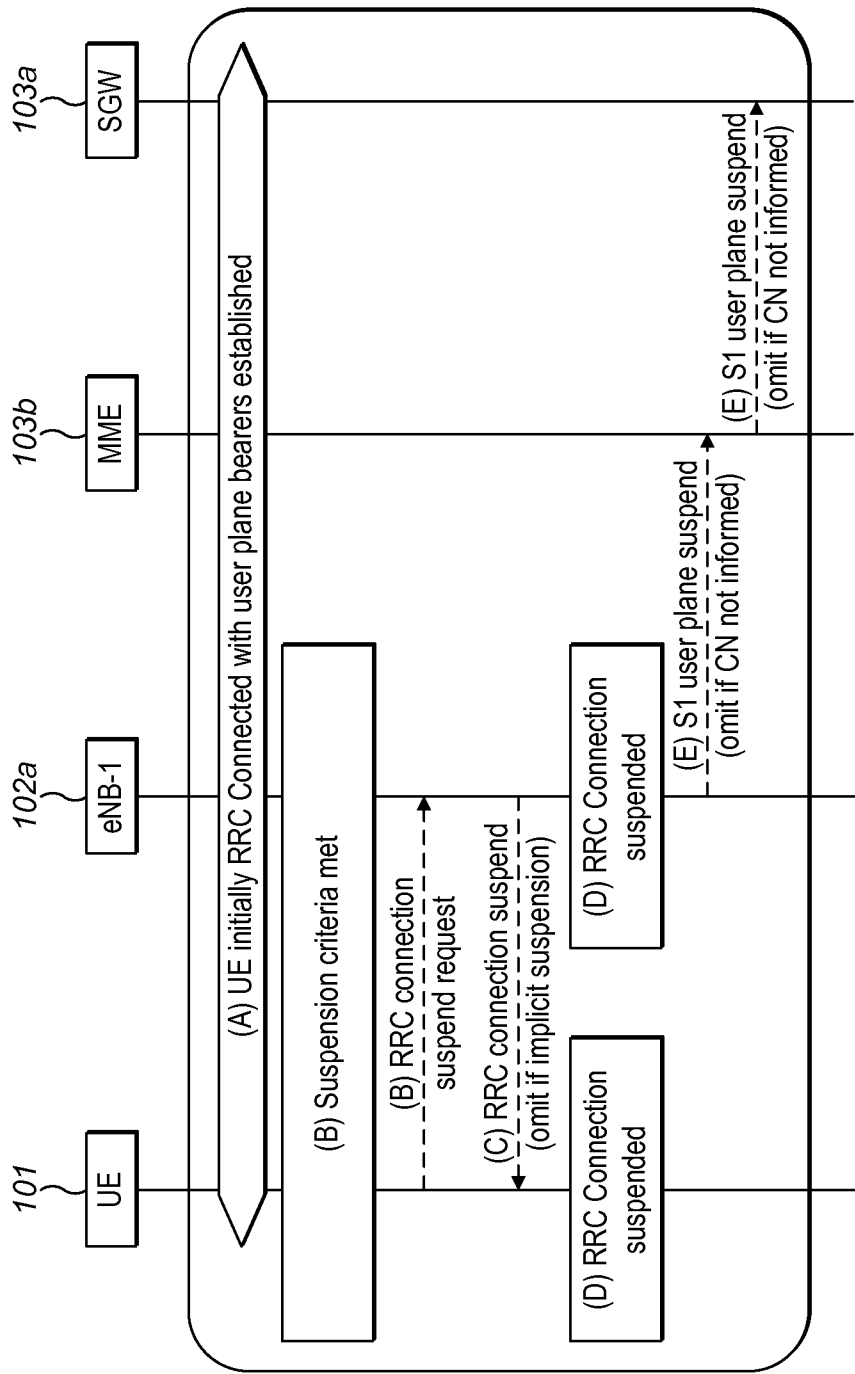 101
102a
103b
103a
UE
eNB-1
MME
SGW
(A) UE initially RRC Connected with user plane bearers established
(B) Suspension criteria met
(B) RRC connection
suspend request
(C) RRC connection suspend
(omit if implicit suspension)
(D) RRC Connection
suspended
(D) RRC Connection
suspended
(E) S1 user plane suspend
(omit if CN not informed)
(E) S1 user plane suspend
(omit if CN not informed)